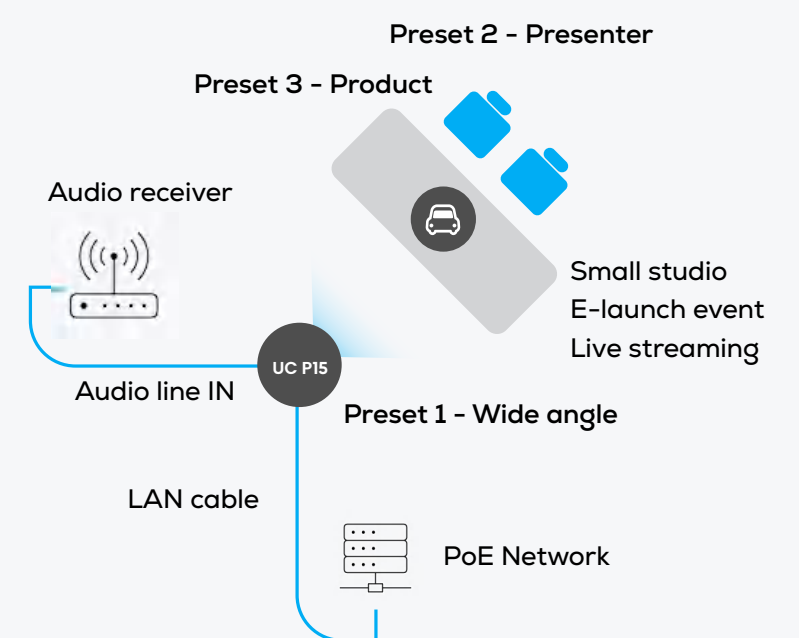 Preset 2 - Presenter
Preset 3 - Product
Audio receiver
Small studio
E-launch event
Live streaming
UC P15
Audio line IN
Preset 1 - Wide angle
LAN cable
PoE Network